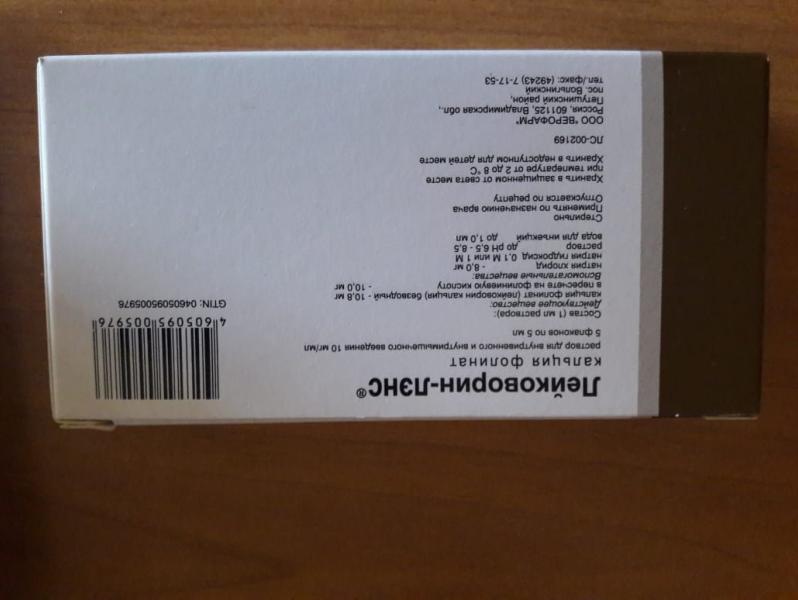 Лейковорин-ЛЭНС®
кальция фолинат
раствор для внутривенного и внутримышечного введения 10 мг/мл
5 флаконов по 5 мл
Состав (1 мл раствора):
Действующее вещество:
кальция фолинат (лейковорин кальция) безводный - 10,8 мг
в пересчете на фолиниевую кислоту - 10,0 мг
Вспомогательные вещества:
натрия хлорид - 8,0 мг
натрия гидроксид 0,1 М или 1 М
раствор до pH 6,5 - 8,5
вода для инъекций до 1,0 мл
Стерильно
Применять по назначению врача
Отпускается по рецепту
Хранить в защищенном от света месте
при температуре от 2 до 8 °C
Хранить в недоступном для детей месте
ЛС-002169
ООО "ВЕРОФАРМ"
Россия, 601125, Владимирская обл.,
Петушинский район,
пос. Вольгинский
тел./факс: (49243) 7-17-53
4 605095 005976
GTIN: 04605095005976